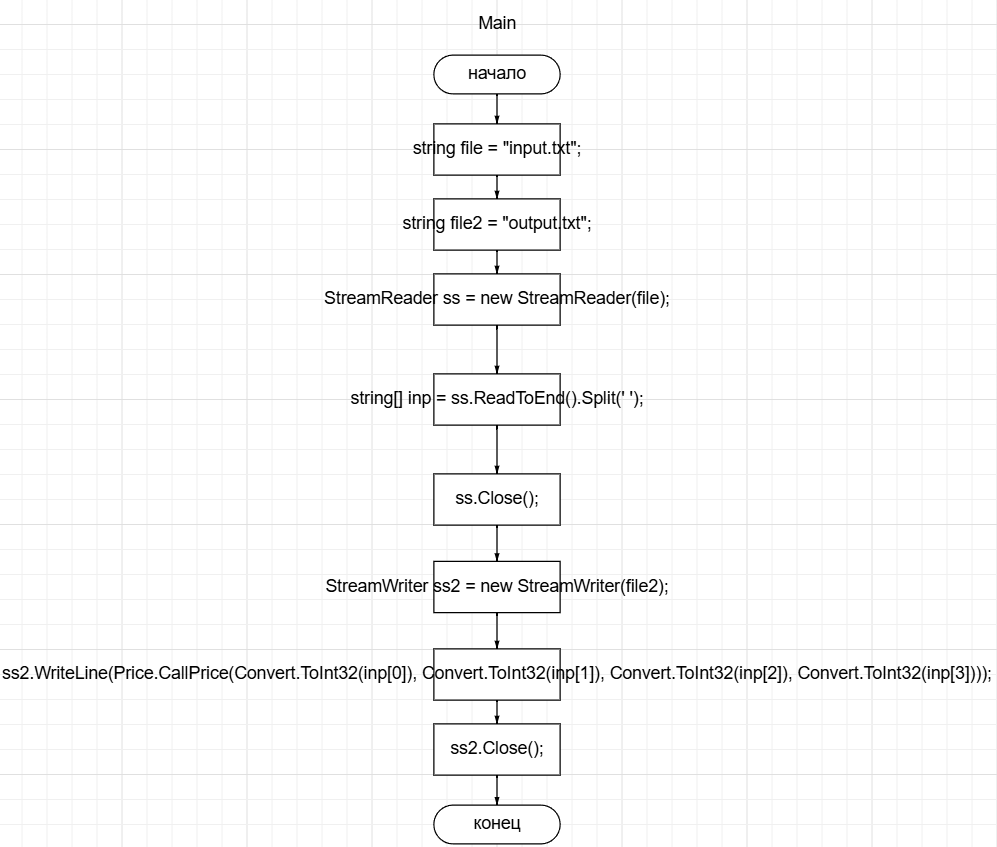 Main
начало
string file = "input.txt";
string file2 = "output.txt";
StreamReader ss = new StreamReader(file);
string[] inp = ss.ReadToEnd().Split(' ');
ss.Close();
StreamWriter ss2 = new StreamWriter(file2);
ss2.WriteLine(Price.CallPrice(Convert.ToInt32(inp[0]), Convert.ToInt32(inp[1]), Convert.ToInt32(inp[2]), Convert.ToInt32(inp[3])));
ss2.Close();
конец